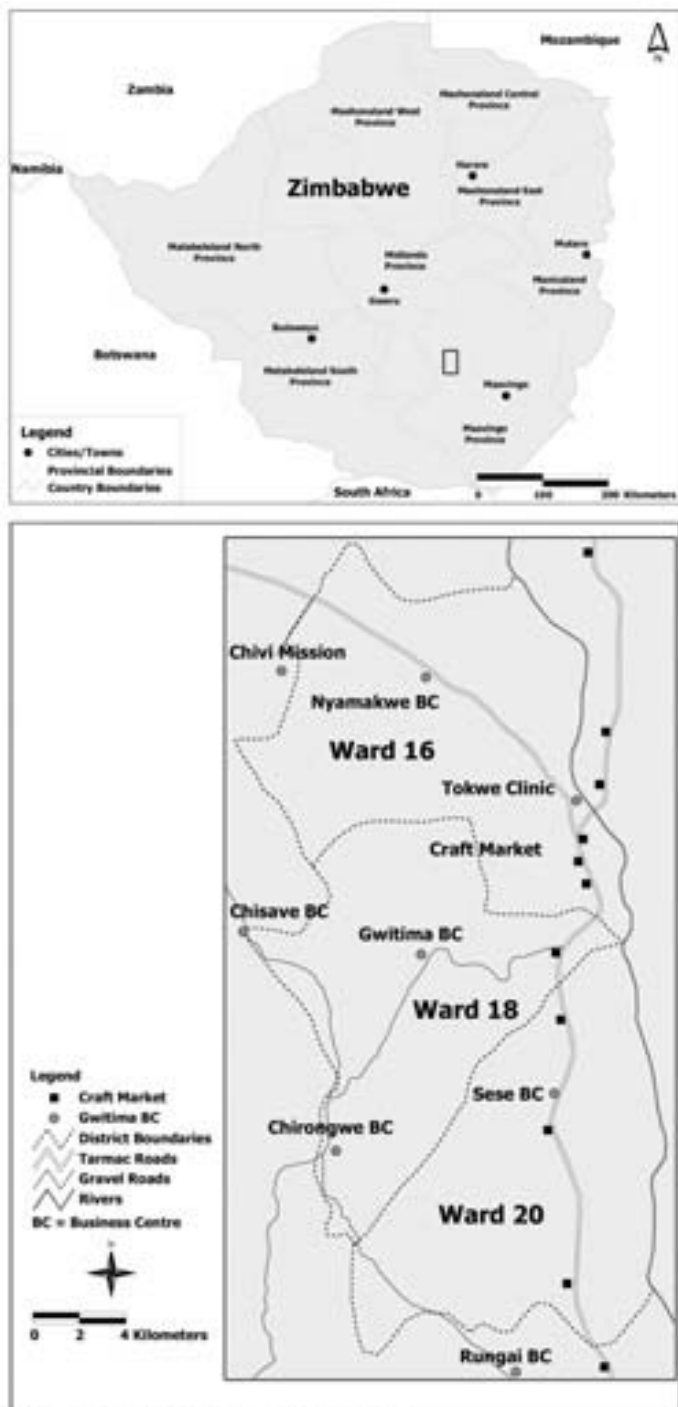 Mozambique
N
Zambia
Mashonaland Central
Province
Mashonaland West
Province
Namibia
Harare
Zimbabwe
Mashonaland East
Province
Matabeleland North
Province
Midlands
Province
Mutare
Manicaland
Province
Gweru
Bulawayo
Botswana
Matabeleland South
Province
Masvingo
Masvingo
Province
Legend
Cities/Towns
Provincial Boundaries
Country Boundaries
South Africa
0 100 200 Kilometers
Chivi Mission
Nyamakwe BC
Ward 16
Tokwe Clinic
Craft Market
Chisave BC
Gwitima BC
Ward 18
Sese BC
Chirongwe BC
Ward 20
Rungai BC
Legend
Craft Market
Gwitima BC
District Boundaries
Tarmac Roads
Gravel Roads
Rivers
BC = Business Centre
0 2 4 Kilometers